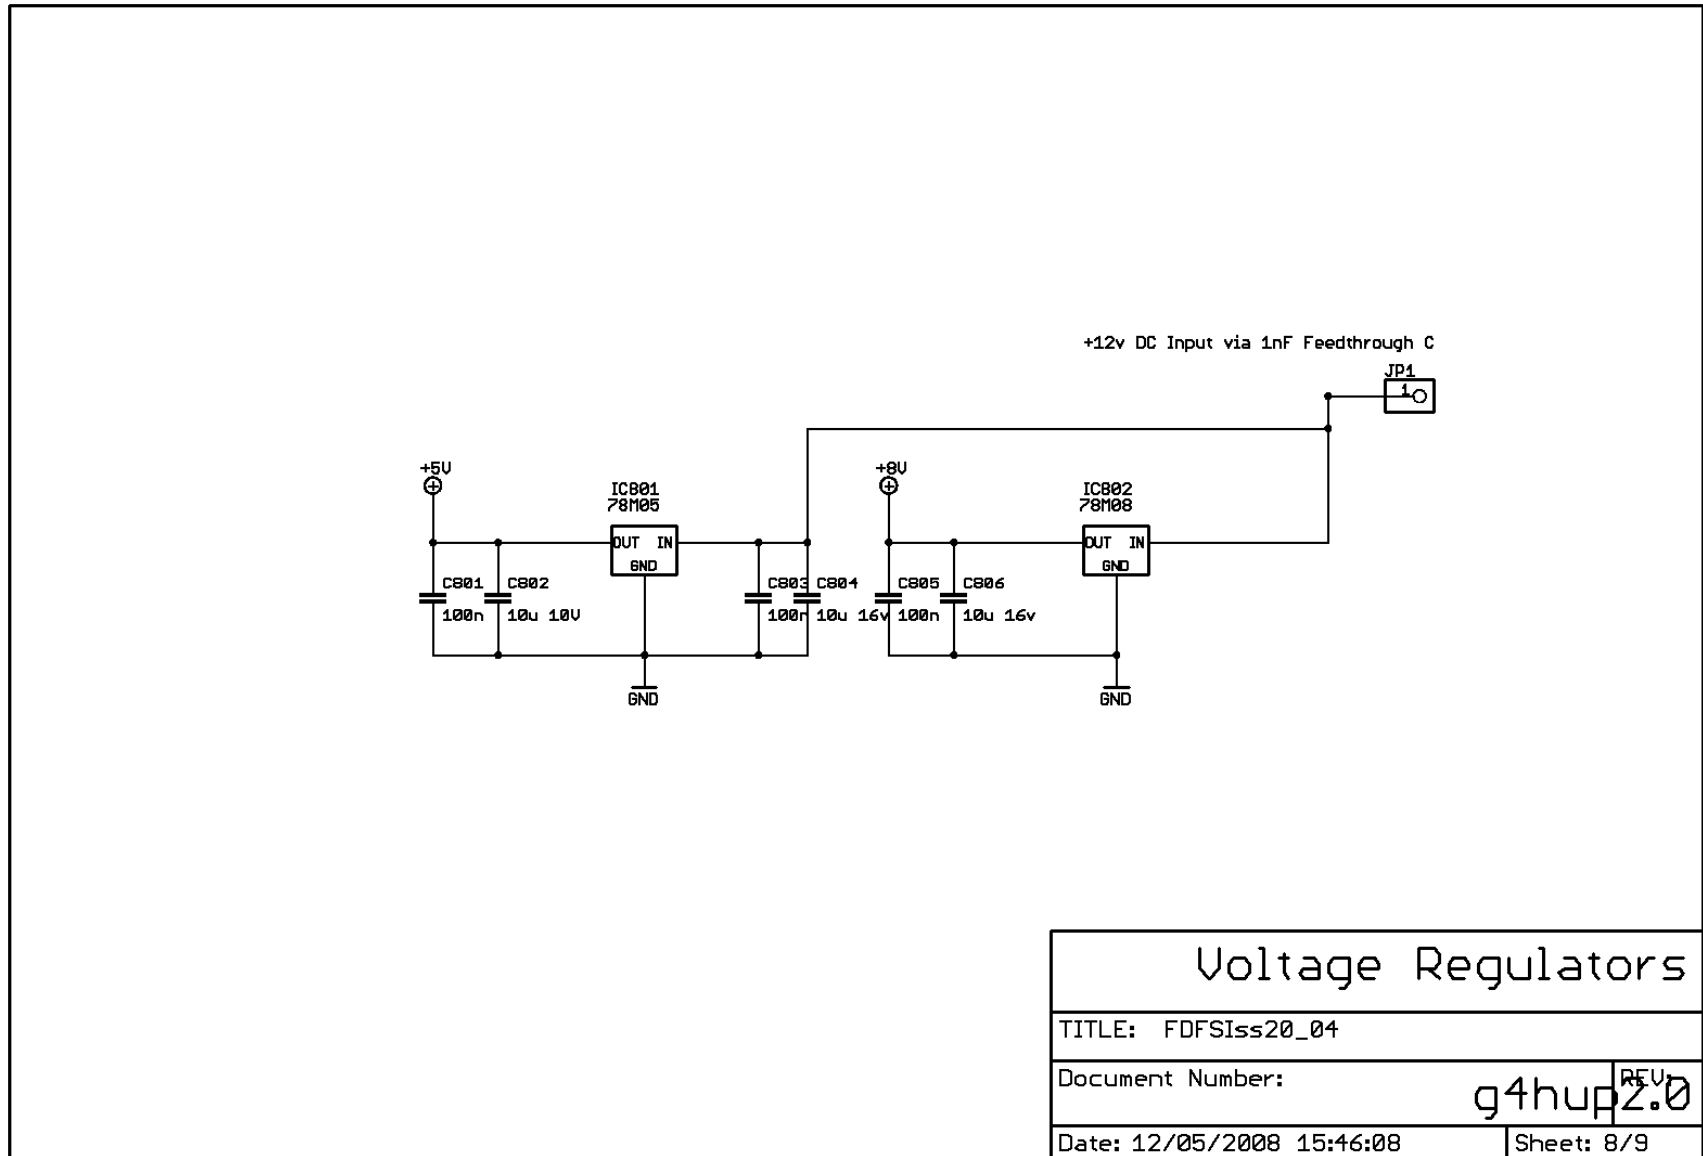 +12v DC Input via 1nF Feedthrough C
JP1
1
+5V
IC801
78M05
OUT IN
GND
+8V
IC802
78M08
OUT IN
GND
C801
100n
C802
10u 10V
C803
100n
C804
10u 16v
C805
100n
C806
10u 16v
GND
GND
Voltage Regulators
TITLE: FDFSIss20_04
Document Number:
g4hup
REV:
2.0
Date: 12/05/2008 15:46:08
Sheet: 8/9